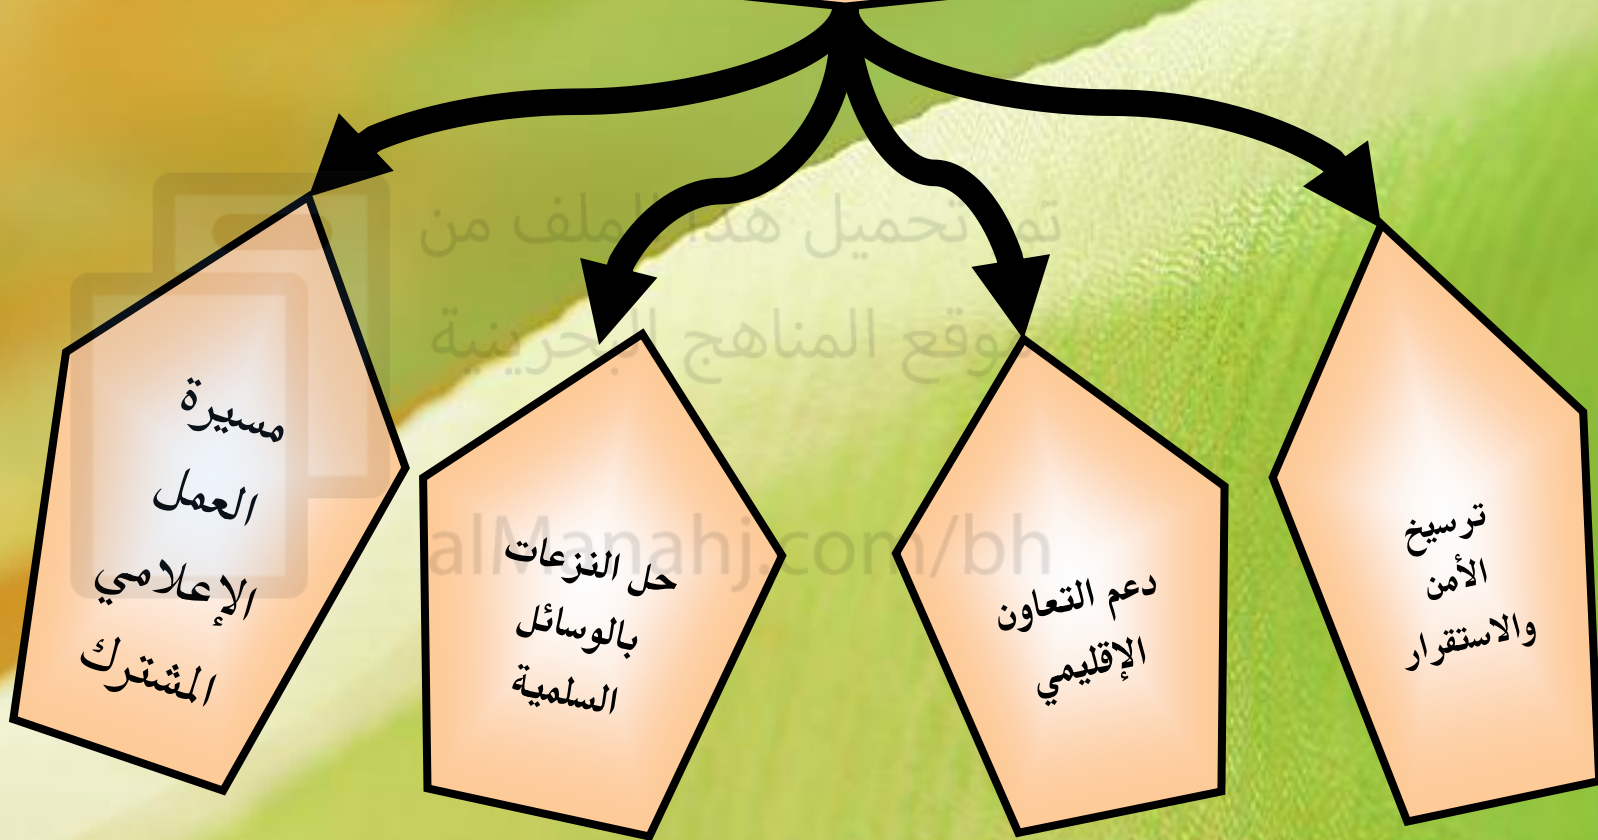 تم تحميل هذا الملف من
موقع المناهج البحرينية
alManahj.com/bh
ترسيخ
الأمن
والاستقرار
دعم التعاون
الإقليمي
حل النزعات
بالوسائل
السلمية
مسيرة
العمل
الإعلامي
المشترك